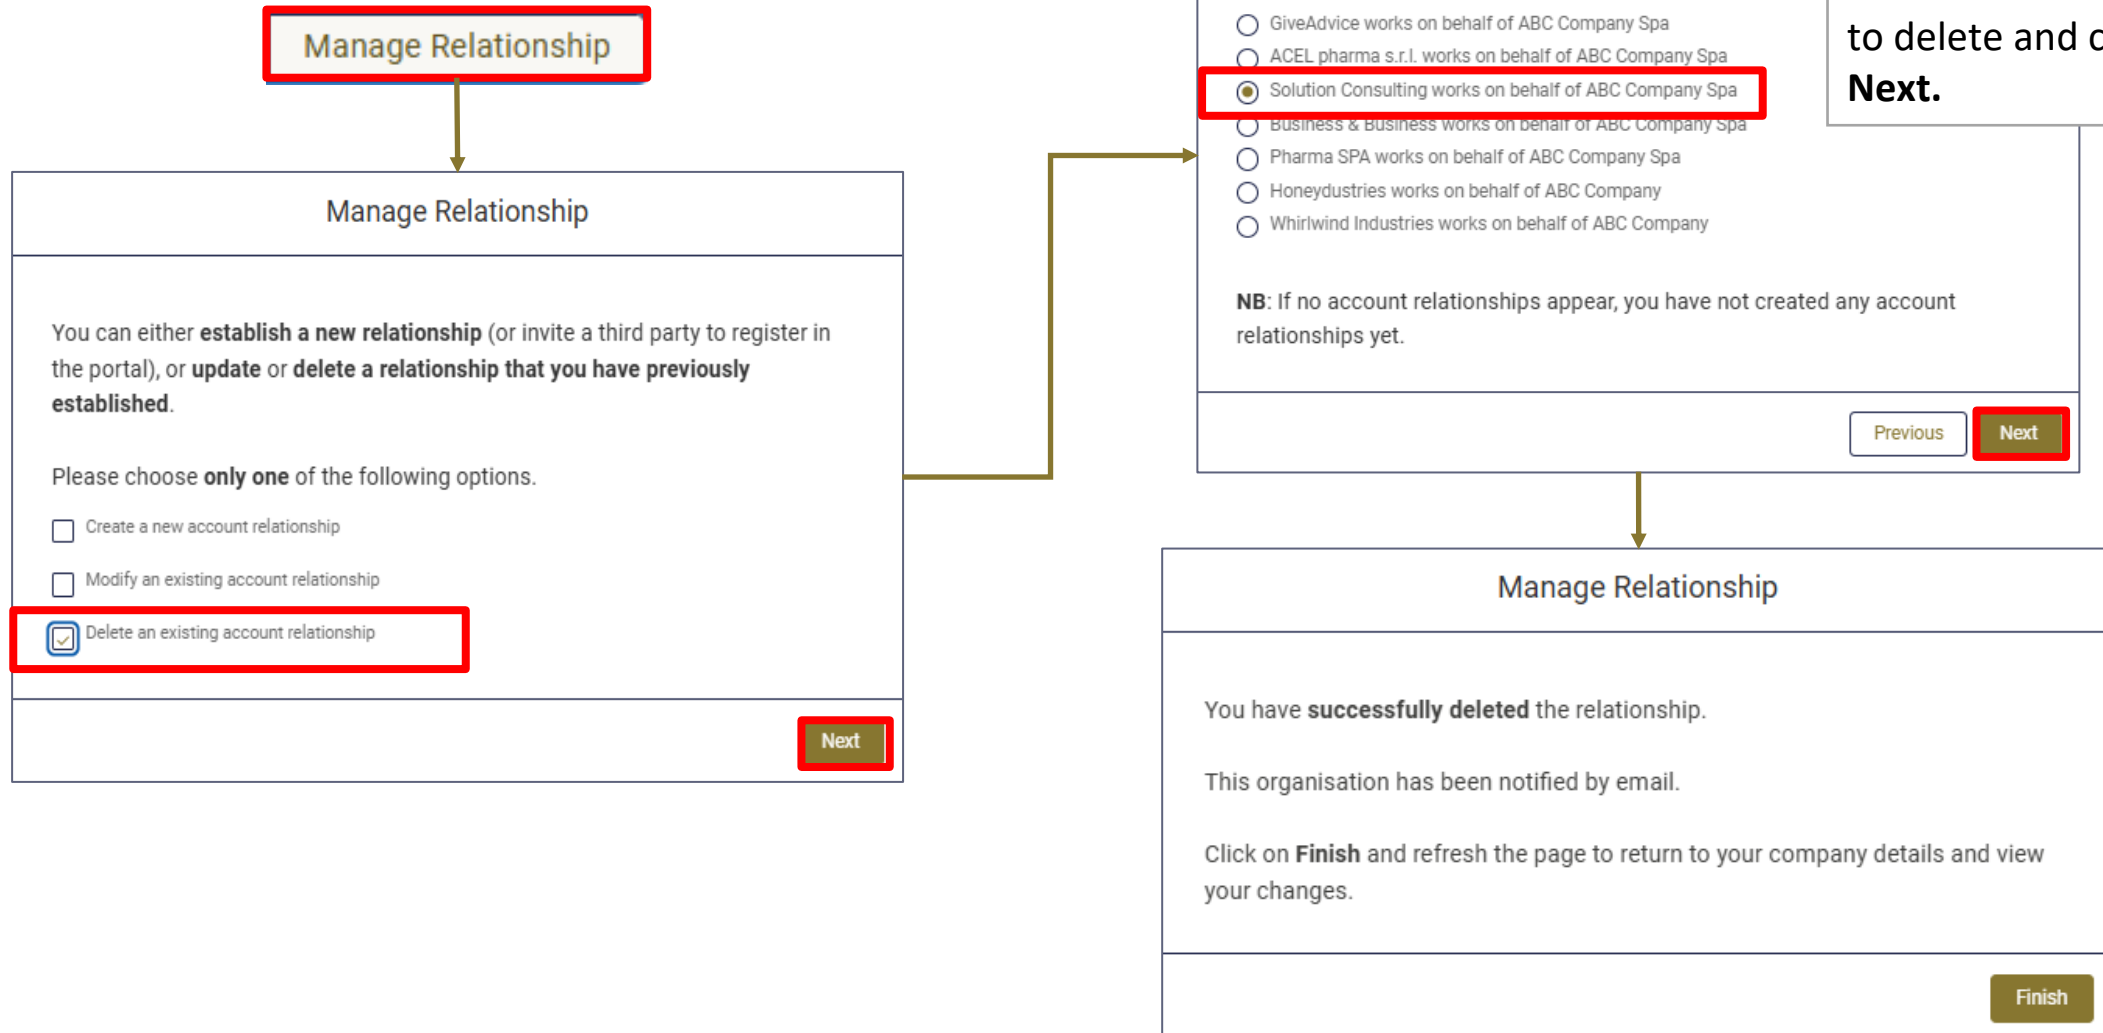 Manage Relationship
Manage Relationship
You can either establish a new relationship (or invite a third party to register in
the portal), or update or delete a relationship that you have previously
established.
Please choose only one of the following options.
Create a new account relationship
Modify an existing account relationship
Delete an existing account relationship
Next
GiveAdvice works on behalf of ABC Company Spa
ACEL pharma s.r.l. works on behalf of ABC Company Spa
Solution Consulting works on behalf of ABC Company Spa
Business & Business works on behalf of ABC Company Spa
Pharma SPA works on behalf of ABC Company Spa
Honeydustries works on behalf of ABC Company
Whirlwind Industries works on behalf of ABC Company
NB: If no account relationships appear, you have not created any account
relationships yet.
Previous
Next
to delete and
Next.
Manage Relationship
You have successfully deleted the relationship.
This organisation has been notified by email.
Click on Finish and refresh the page to return to your company details and view
your changes.
Finish